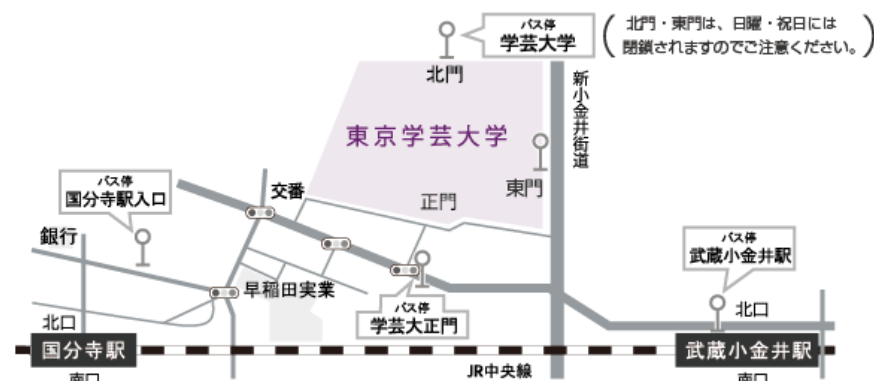 バス停
学芸大学
北門・東門は、日曜・祝日には
閉鎖されますのでご注意ください。
北門
新小金井街道
東京学芸大学
東門
正門
交番
バス停
国分寺駅入口
銀行
バス停
武蔵小金井駅
早稲田実業
バス停
学芸大正門
北口
北口
国分寺駅
武蔵小金井駅
JR中央線
南口
南口